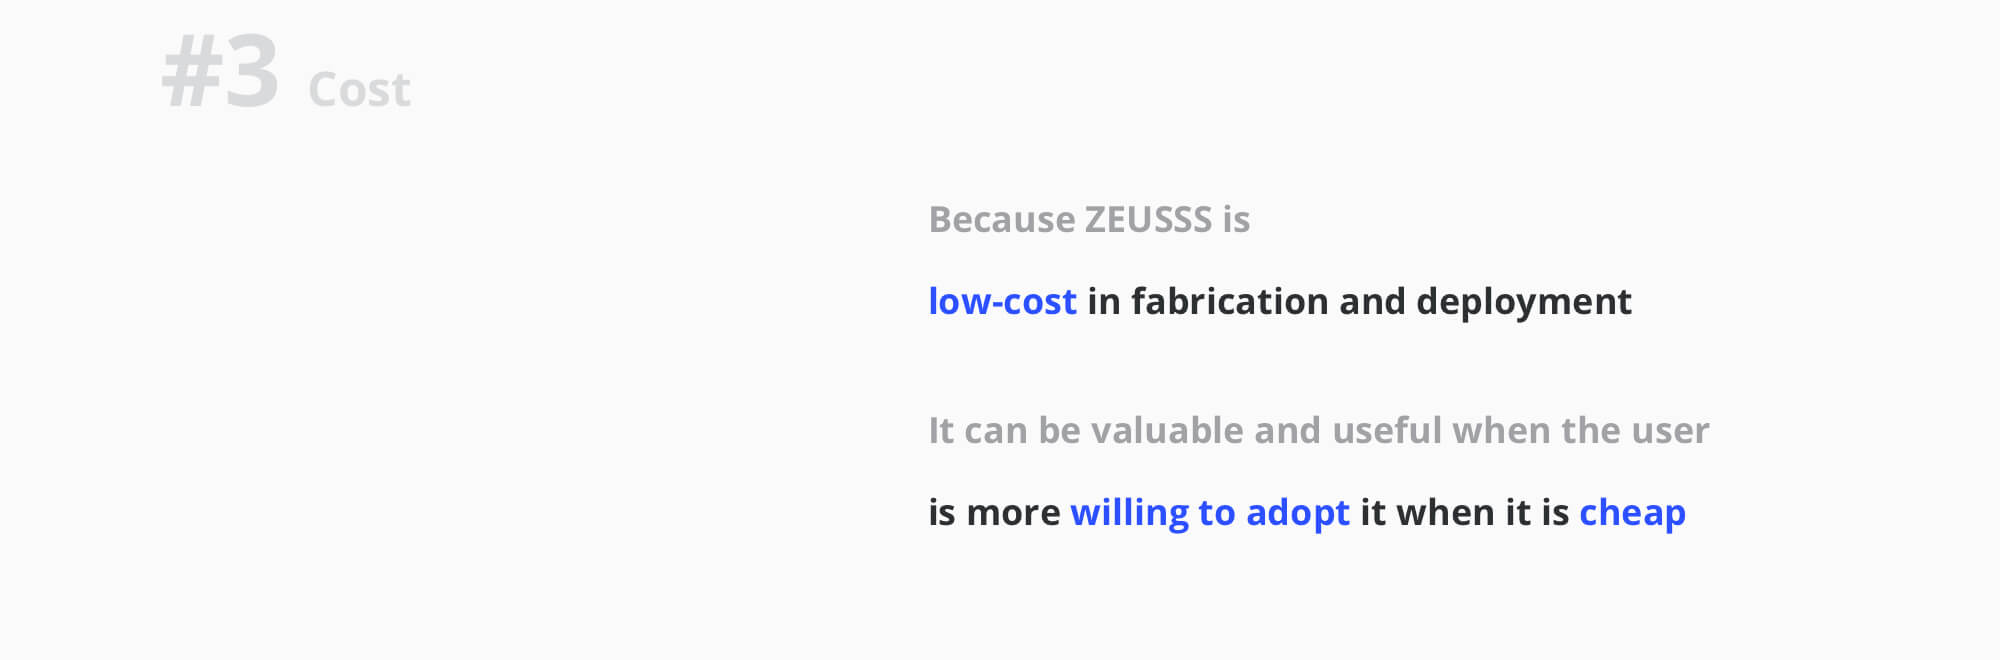 #3 Cost
Because ZEUSSS is
low-cost in fabrication and deployment
It can be valuable and useful when the user
is more willing to adopt it when it is cheap